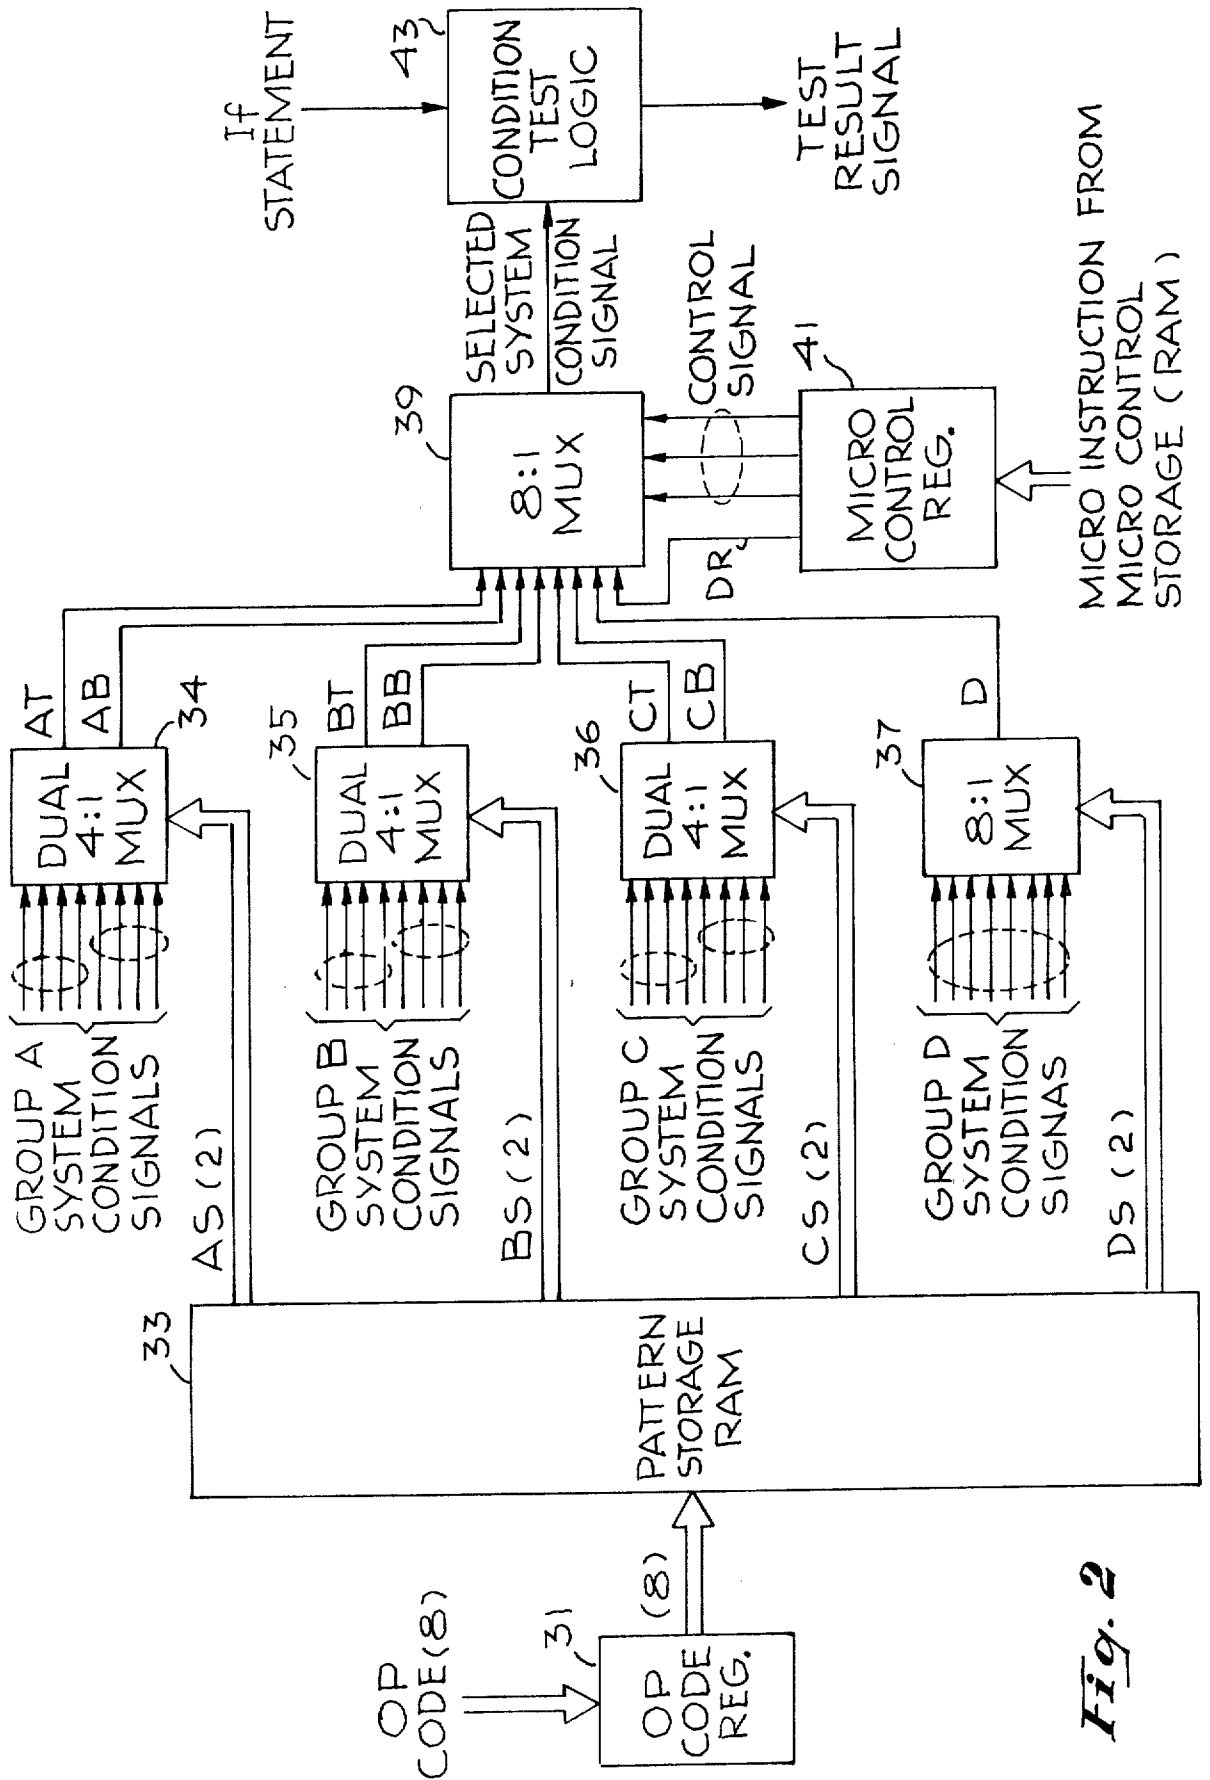 OP
CODE(8)
31
OP
CODE
REG.
(8)
33
PATTERN
STORAGE
RAM
AS(2)
BS(2)
CS(2)
DS(2)
GROUP A
SYSTEM
CONDITION
SIGNALS
DUAL
4:1
MUX
34
AT
AB
GROUP B
SYSTEM
CONDITION
SIGNALS
DUAL
4:1
MUX
35
BT
BB
GROUP C
SYSTEM
CONDITION
SIGNALS
DUAL
4:1
MUX
36
CT
CB
GROUP D
SYSTEM
CONDITION
SIGNAS
8:1
MUX
37
D
39
8:1
MUX
DR
CONTROL
SIGNAL
41
MICRO
CONTROL
REG.
MICRO INSTRUCTION FROM
MICRO CONTROL
STORAGE (RAM)
SELECTED
SYSTEM
CONDITION
SIGNAL
If
STATEMENT
43
CONDITION
TEST
LOGIC
TEST
RESULT
SIGNAL
Fig. 2